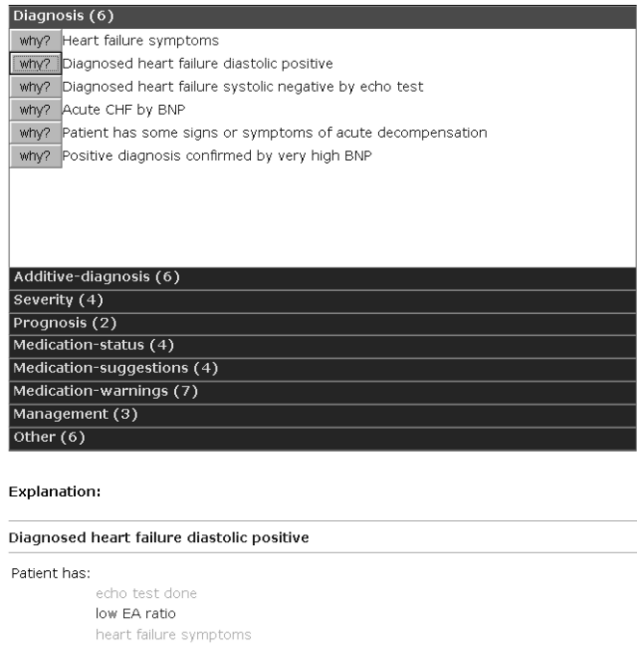 Diagnosis (6)
why? Heart failure symptoms
why? Diagnosed heart failure diastolic positive
why? Diagnosed heart failure systolic negative by echo test
why? Acute CHF by BNP
why? Patient has some signs or symptoms of acute decompensation
why? Positive diagnosis confirmed by very high BNP
Additive-diagnosis (6)
Severity (4)
Prognosis (2)
Medication-status (4)
Medication-suggestions (4)
Medication-warnings (7)
Management (3)
Other (6)
Explanation:
Diagnosed heart failure diastolic positive
Patient has:
echo test done
low EA ratio
heart failure symptoms